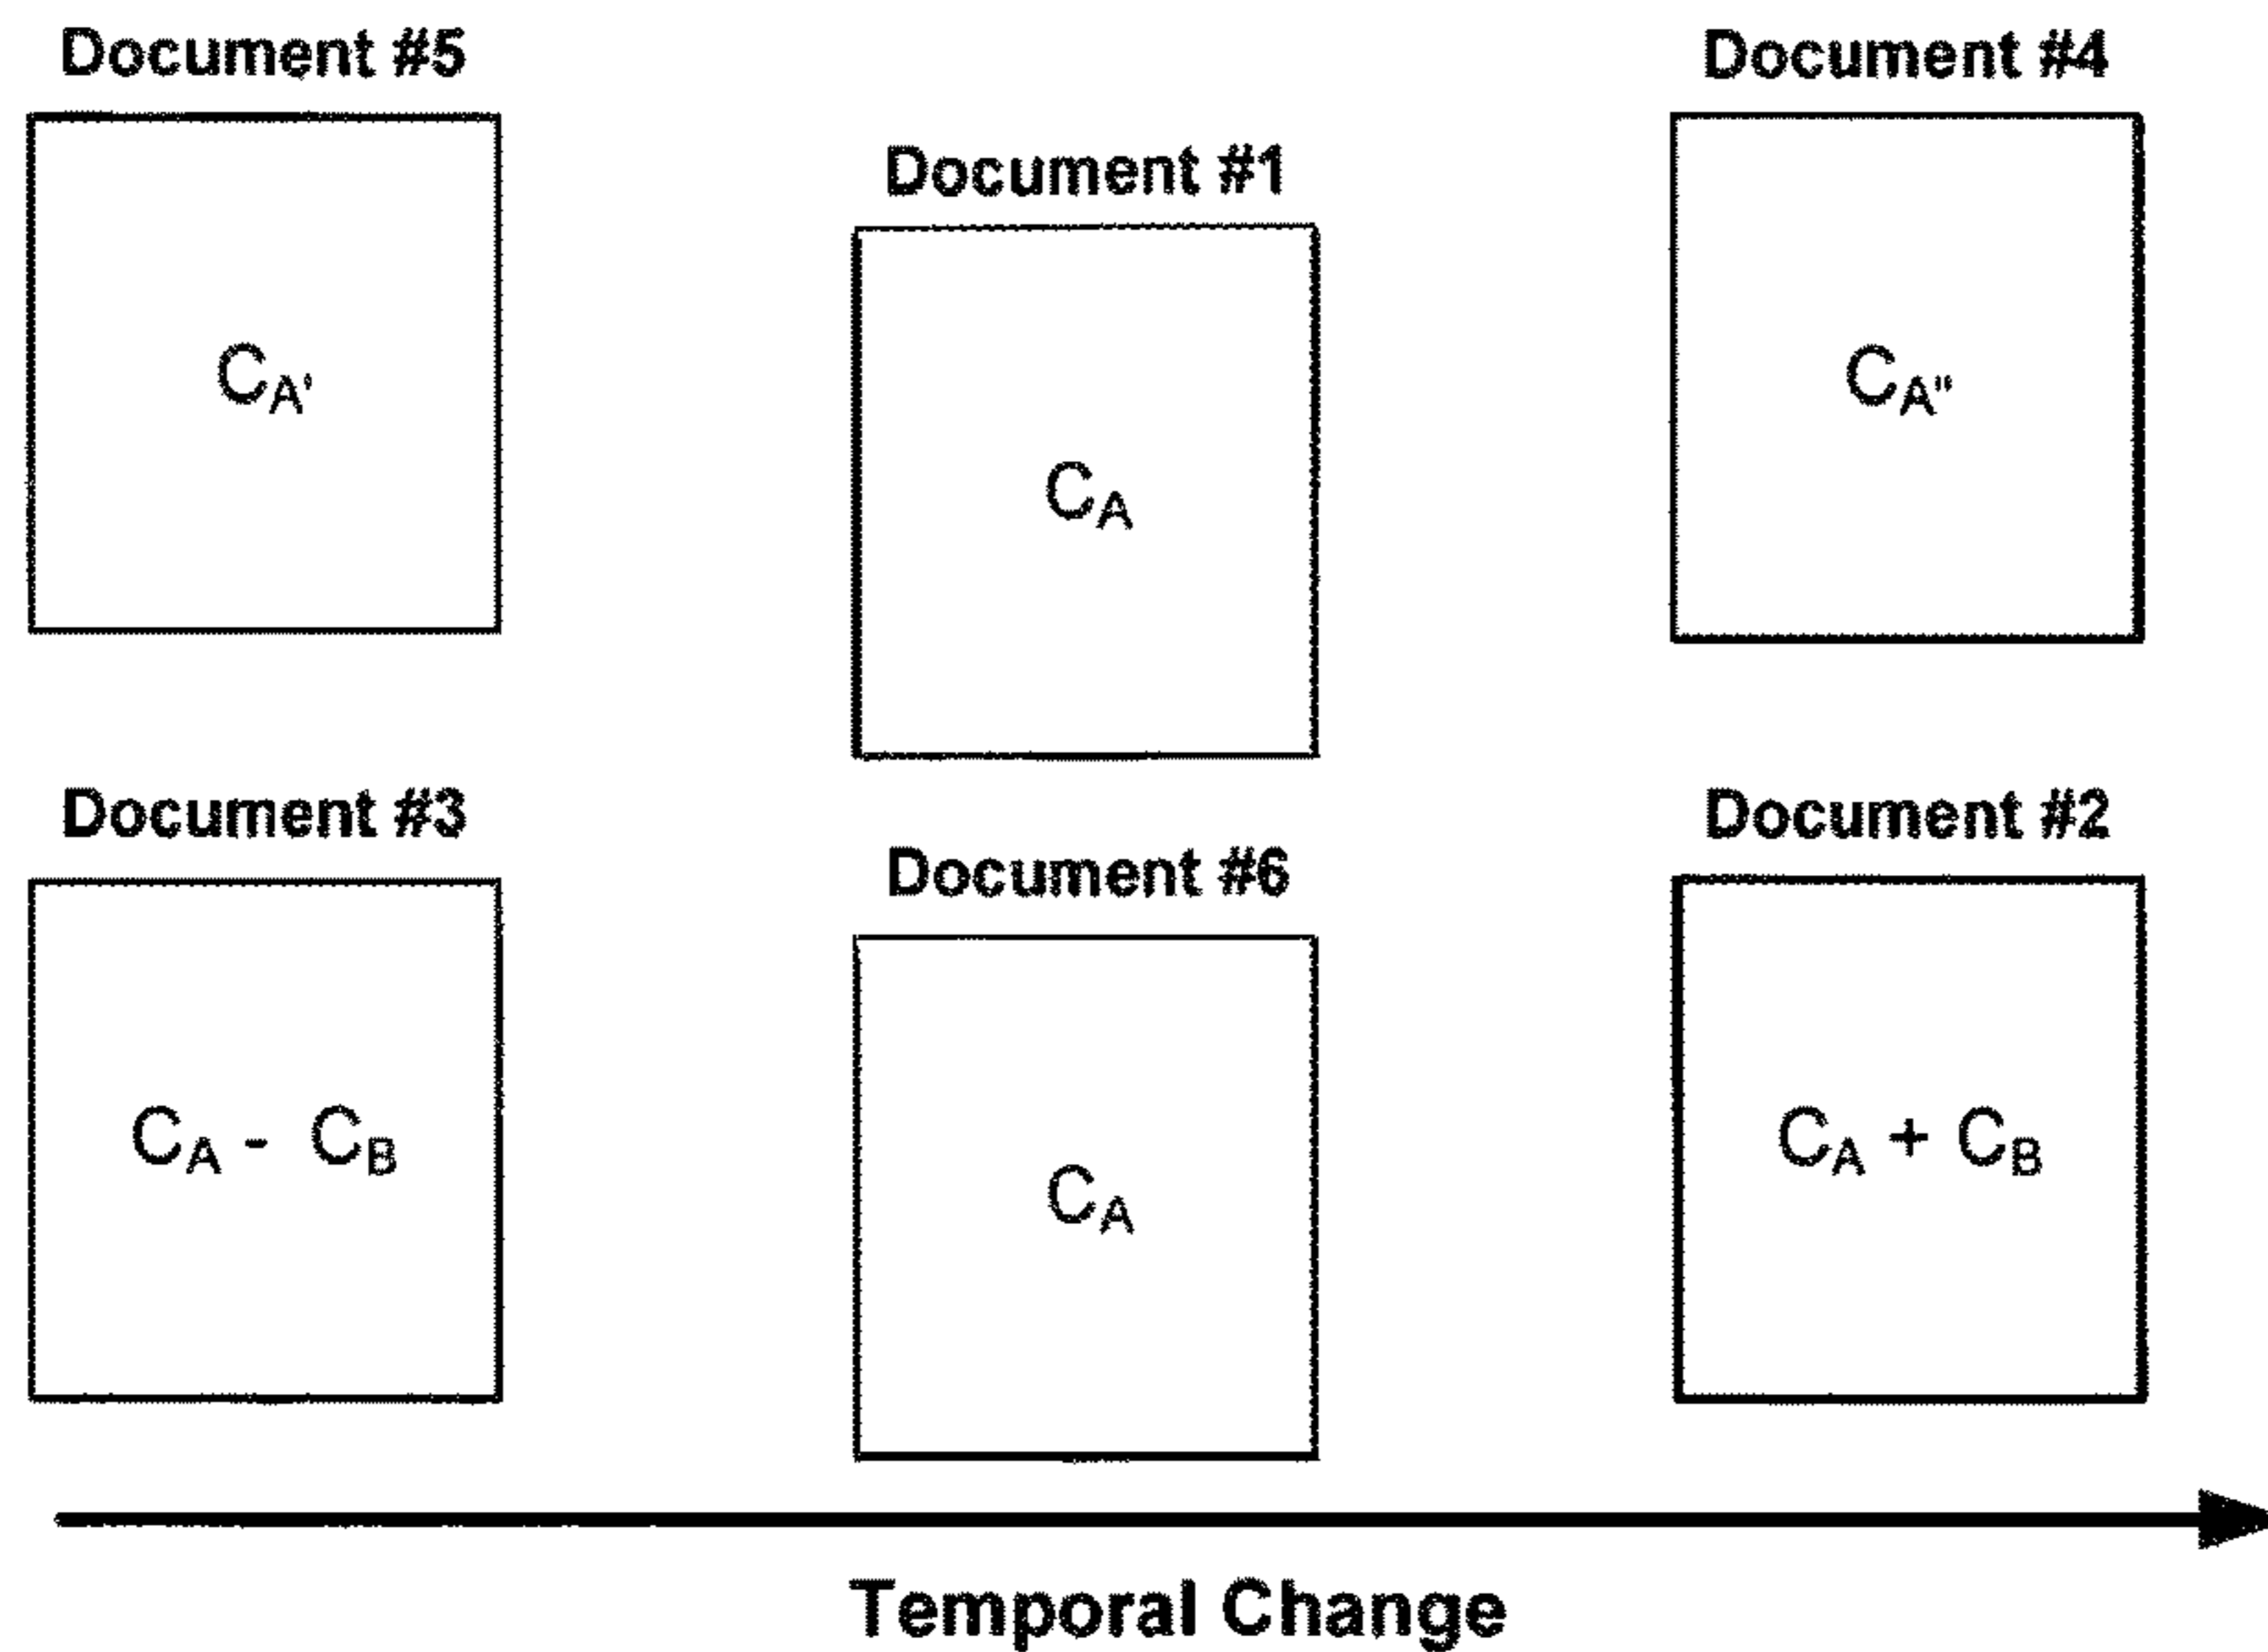 Document #5
C_A'
Document #1
C_A
Document #4
C_A"
Document #3
C_A - C_B
Document #6
C_A
Document #2
C_A + C_B
Temporal Change